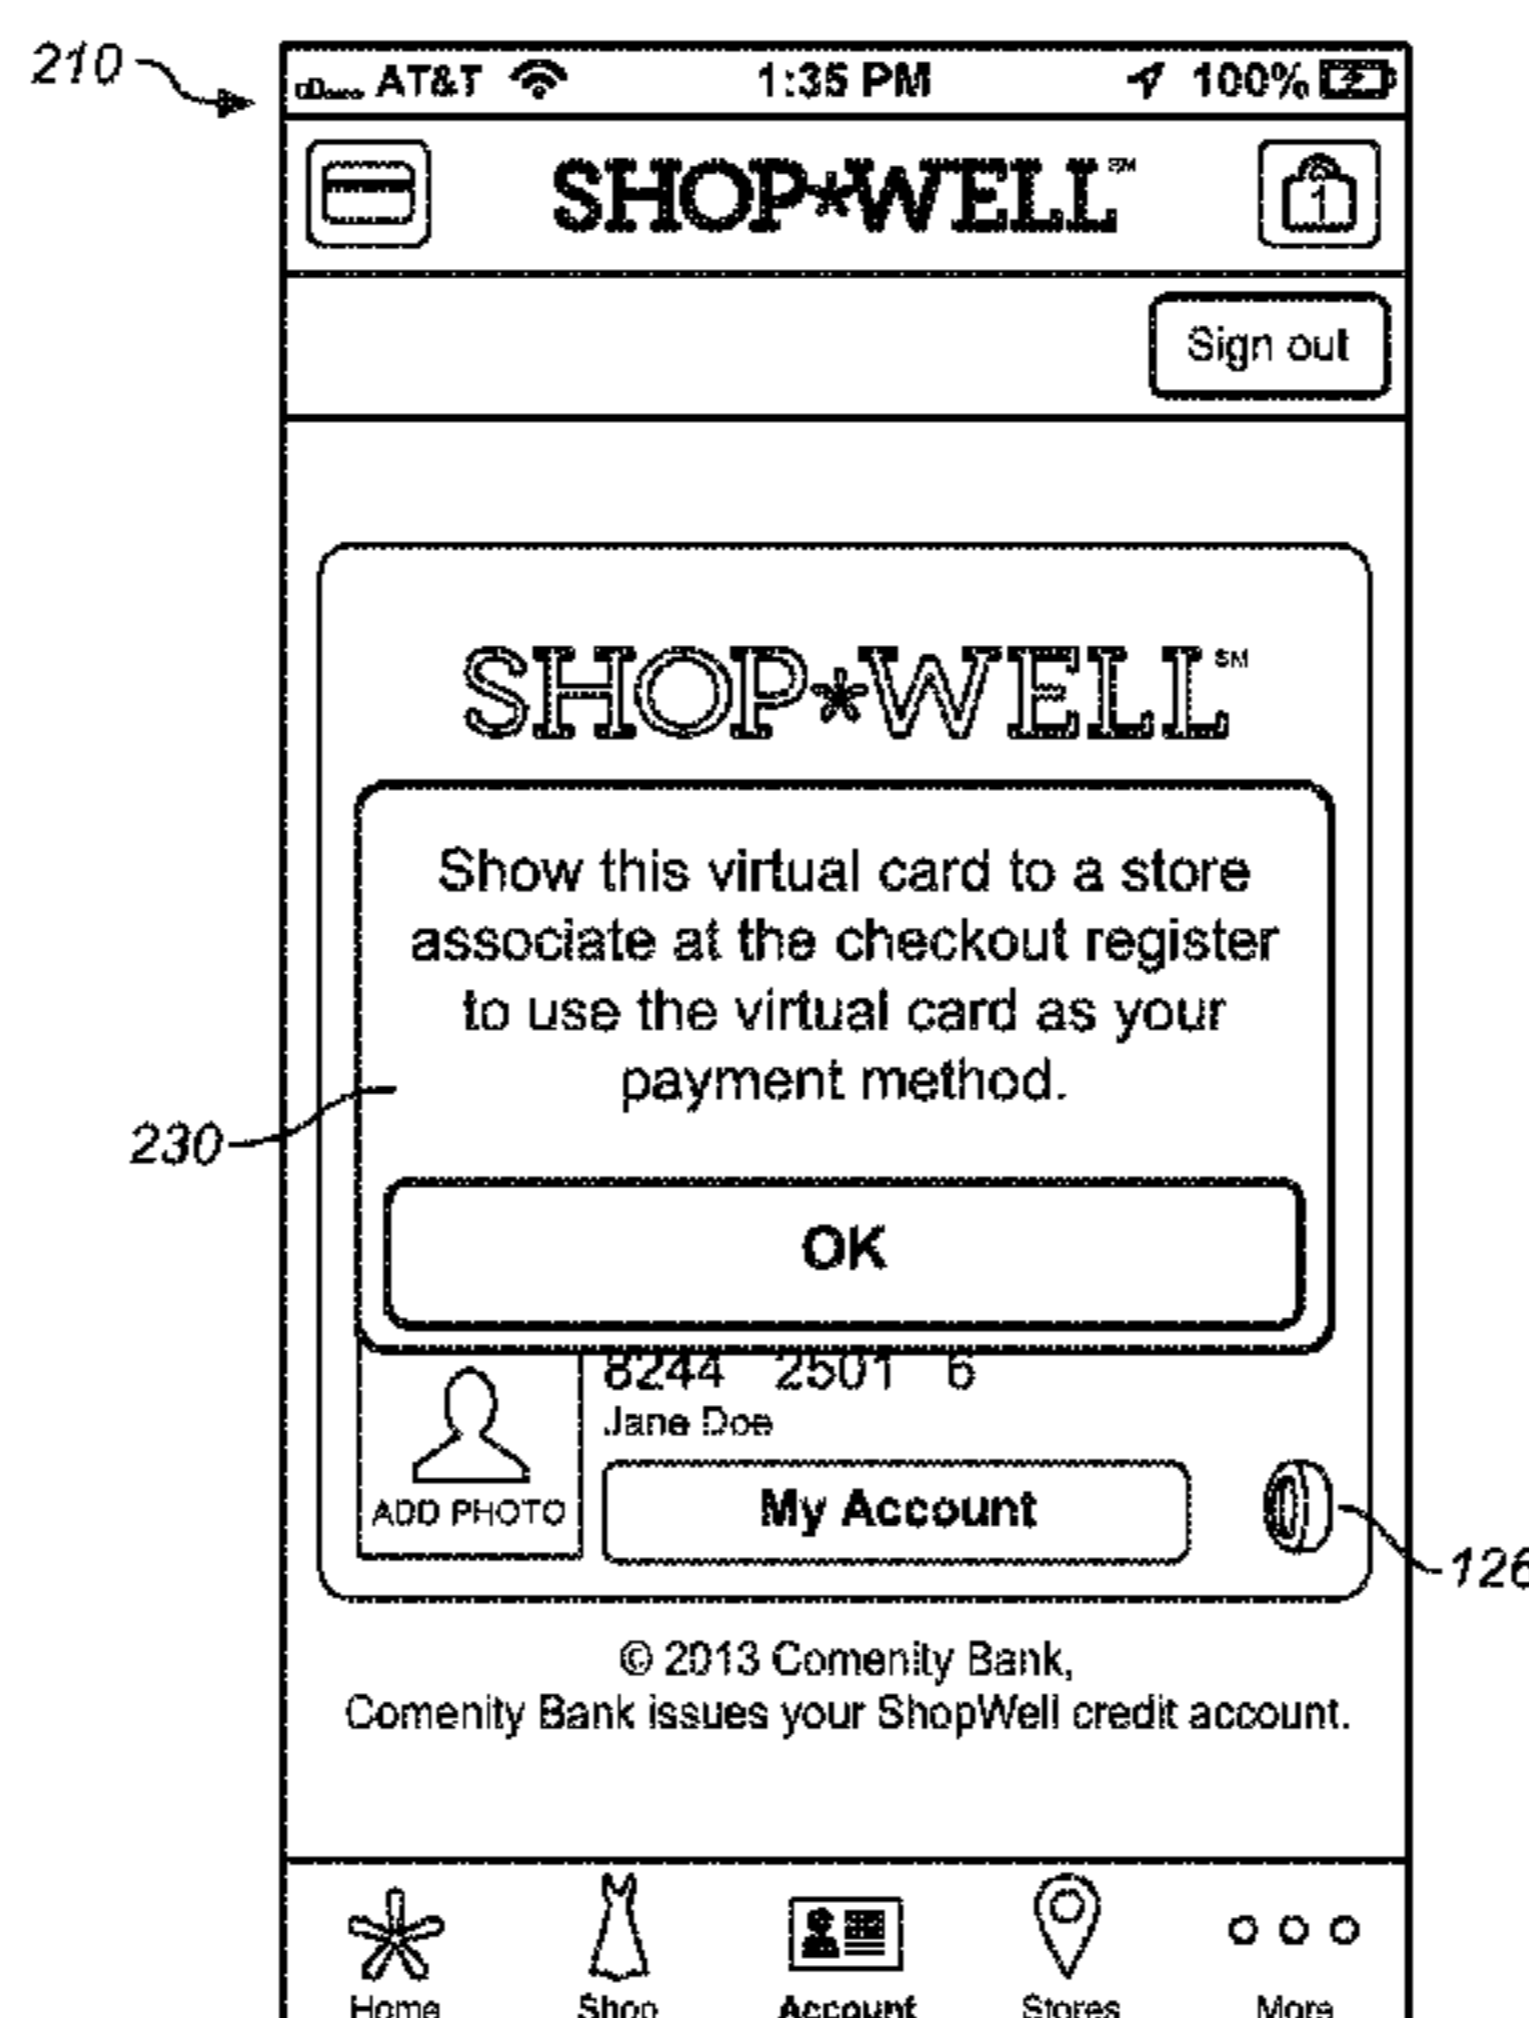 210
AT&T 1:35 PM 100%
SHOP*WELL SM
1
Sign out
SHOP*WELL SM
Show this virtual card to a store
associate at the checkout register
to use the virtual card as your
payment method.
230
OK
8244 2501 6
Jane Doe
ADD PHOTO
My Account
126
© 2013 Comenity Bank,
Comenity Bank issues your ShopWell credit account.
Home Shop Account Stores More